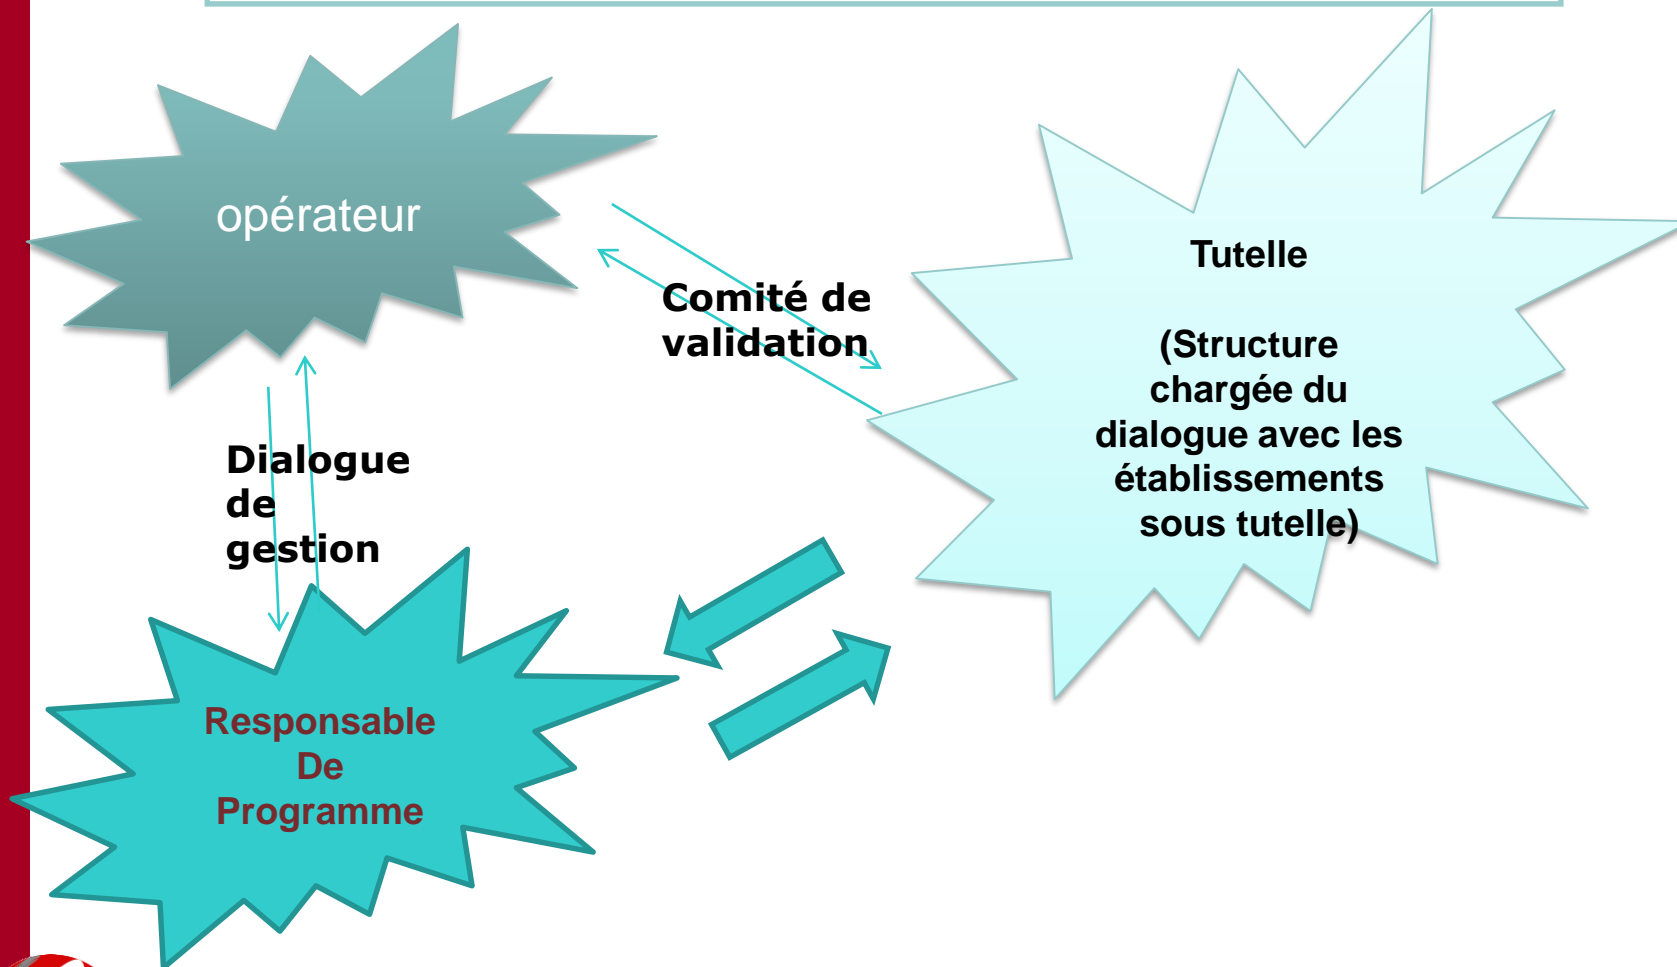 opérateur
Comité de
validation
Tutelle
(Structure
chargée du
dialogue avec les
établissements
sous tutelle)
Dialogue
de
gestion
Responsable
De
Programme